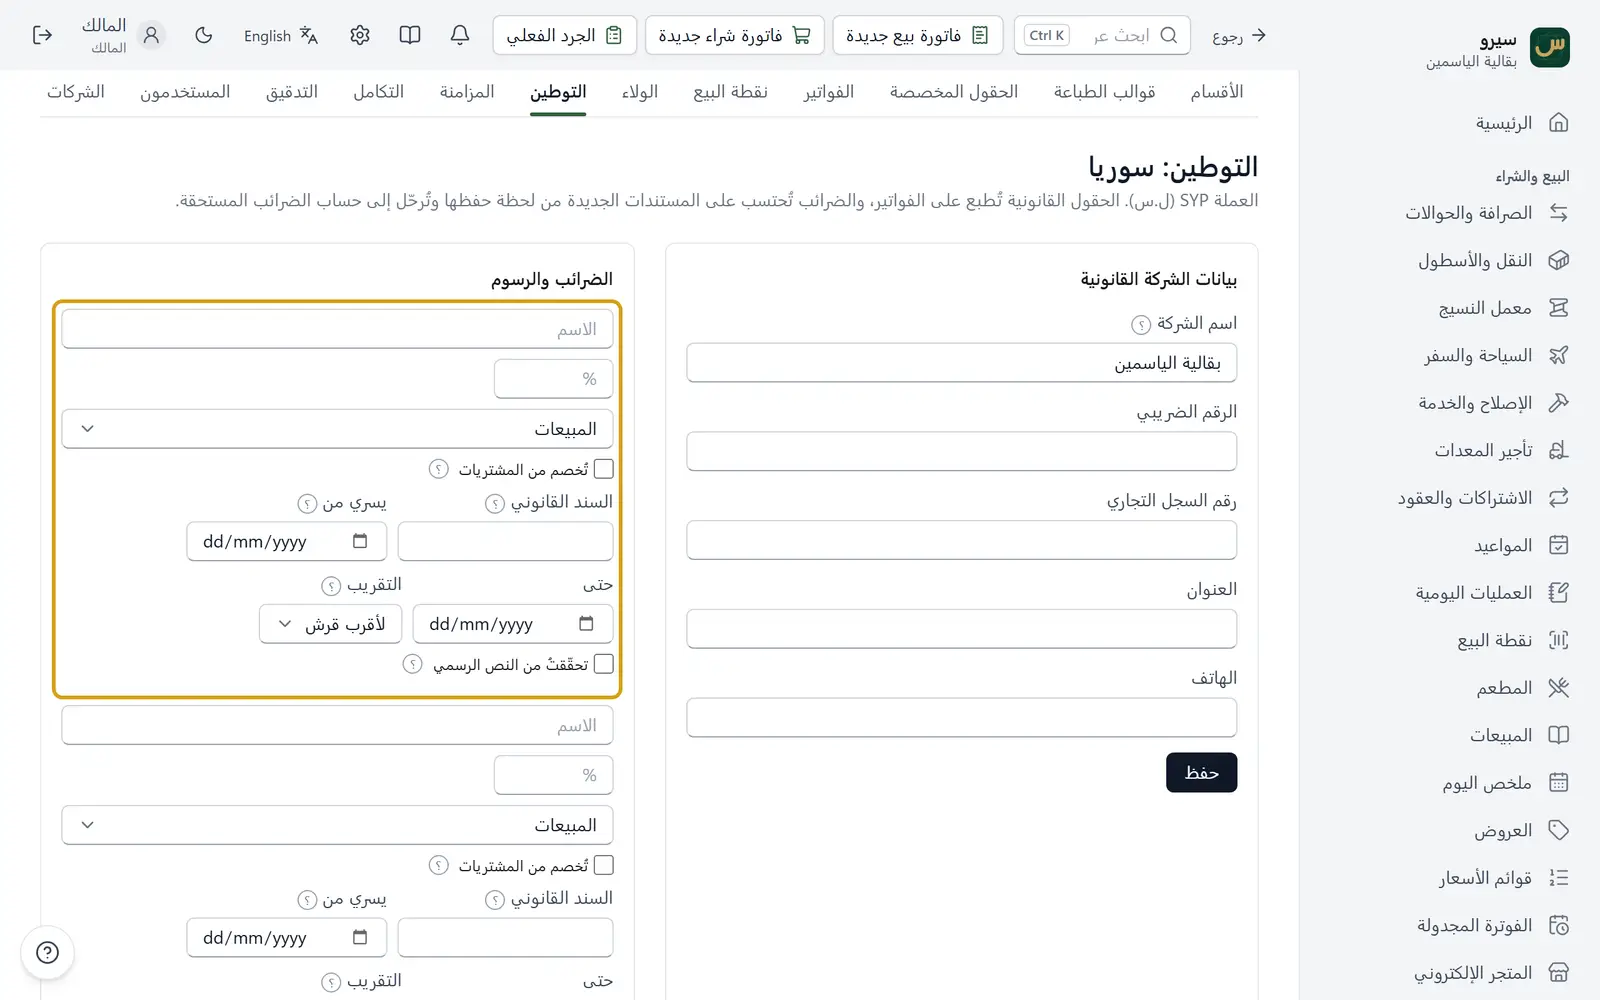 سيرو
بقالية الياسمين
رجوع
ابحث عر
Ctrl K
فاتورة بيع جديدة
فاتورة شراء جديدة
الجرد الفعلي
English
المالك
المالك
الرئيسية
البيع والشراء
الصرافة والحوالات
النقل والأسطول
معمل النسيج
السياحة والسفر
الإصلاح والخدمة
تأجير المعدات
الاشتراكات والعقود
المواعيد
العمليات اليومية
نقطة البيع
المطعم
المبيعات
ملخص اليوم
العروض
قوائم الأسعار
الفوترة المجدولة
المتجر الإلكتروني
الأقسام
قوالب الطباعة
الحقول المخصصة
الفواتير
نقطة البيع
الولاء
التوطين
المزامنة
التكامل
التدقيق
المستخدمون
الشركات
التوطين: سوريا
العملة SYP (ل.س). الحقول القانونية تُطبع على الفواتير، والضرائب تُحتسب على المستندات الجديدة من لحظة حفظها وتُرحّل إلى حساب الضرائب المستحقة.
بيانات الشركة القانونية
اسم الشركة ؟
بقالية الياسمين
الرقم الضريبي
رقم السجل التجاري
العنوان
الهاتف
حفظ
الضرائب والرسوم
الاسم
%
المبيعات
تُخصم من المشتريات ؟
السند القانوني ؟
يسري من ؟
dd/mm/yyyy
حتى
التقريب ؟
dd/mm/yyyy
لأقرب قرش
تحقّقتُ من النص الرسمي ؟
الاسم
%
المبيعات
تُخصم من المشتريات ؟
السند القانوني ؟
يسري من ؟
dd/mm/yyyy
حتى
التقريب ؟